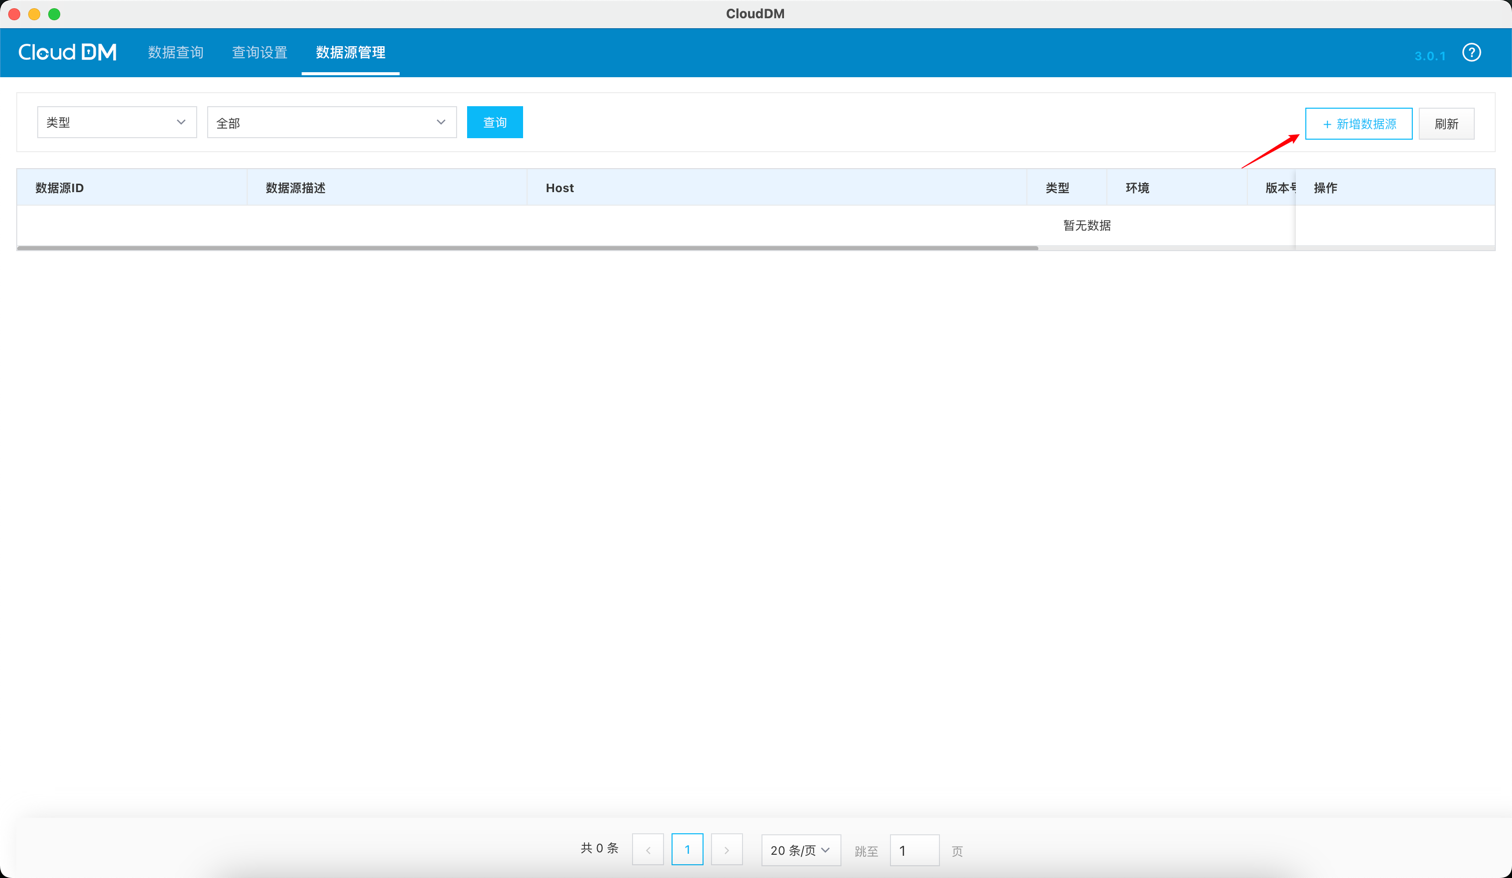 CloudDM
Cloud DM 数据查询 查询设置 数据源管理 3.0.1 ?
类型 全部 查询 + 新增数据源 刷新
数据源ID 数据源描述 Host 类型 环境 版本号 操作
暂无数据
共 0 条 < 1 > 20 条/页 跳至 1 页